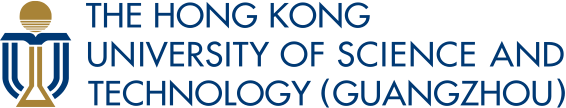 THE HONG KONG
UNIVERSITY OF SCIENCE AND
TECHNOLOGY (GUANGZHOU)